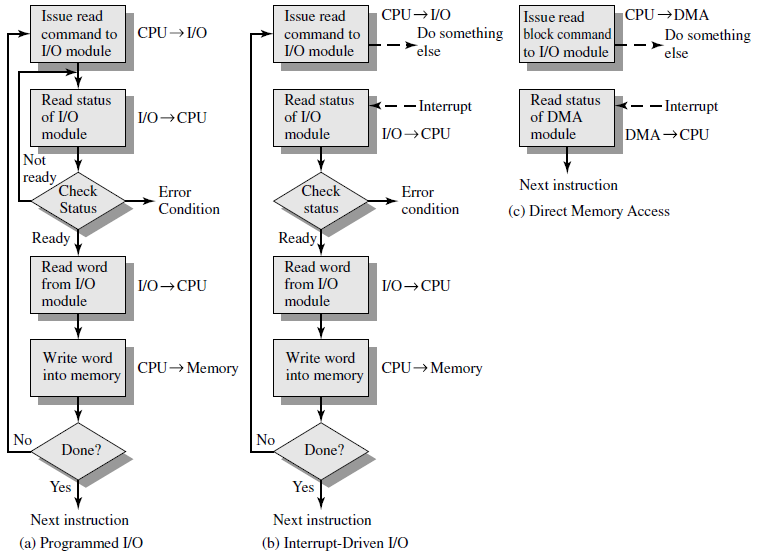 Issue read
command to
I/O module
CPU→I/O
Read status
of I/O
module
I/O→CPU
Not
ready
Check
Status
Error
Condition
Ready
Read word
from I/O
module
I/O→CPU
Write word
into memory
CPU→Memory
No
Done?
Yes
Next instruction
(a) Programmed I/O
Issue read
command to
I/O module
CPU→I/O
Do something
else
Read status
of I/O
module
Interrupt
I/O→CPU
Check
status
Error
condition
Ready
Read word
from I/O
module
I/O→CPU
Write word
into memory
CPU→Memory
No
Done?
Yes
Next instruction
(b) Interrupt-Driven I/O
Issue read
block command
to I/O module
CPU→DMA
Do something
else
Read status
of DMA
module
Interrupt
DMA→CPU
Next instruction
(c) Direct Memory Access